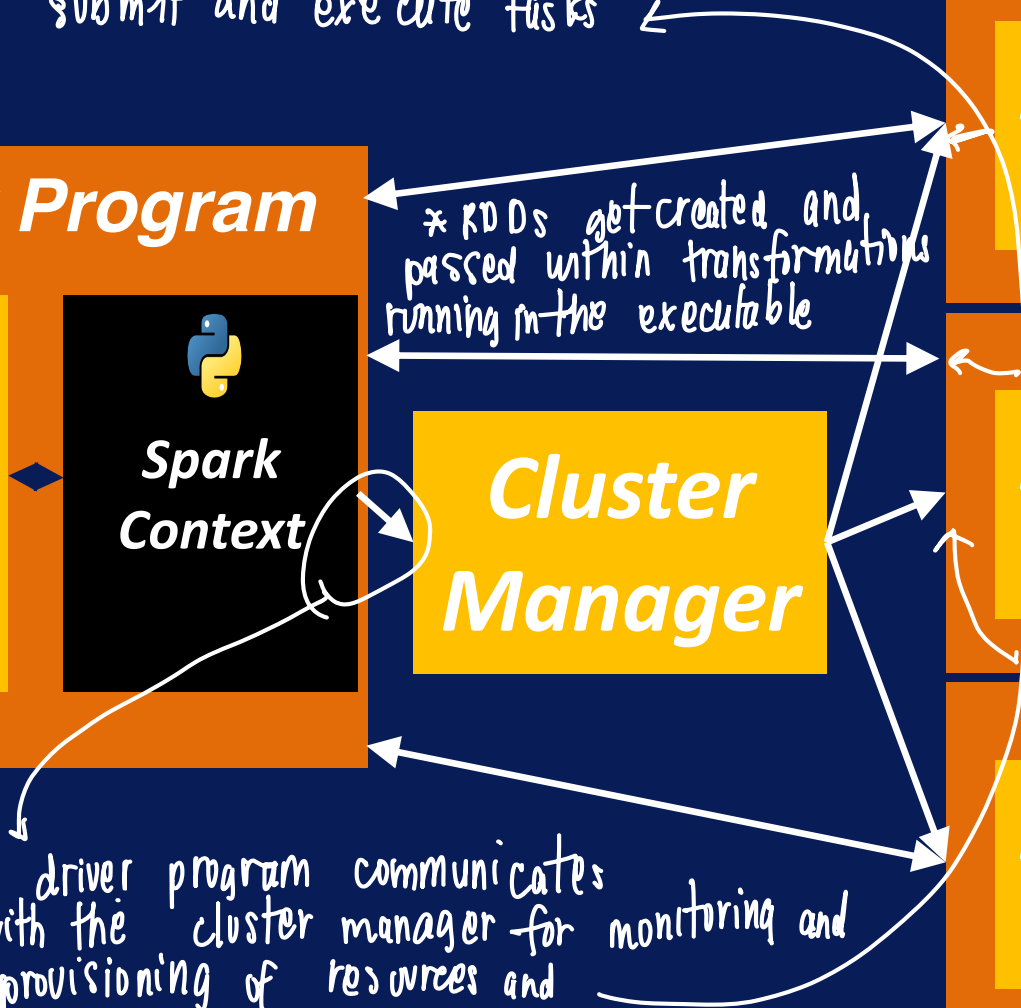 submit and execute tasks
Program
* RDDs get created and
passed within transformations
running in the executable
Spark
Context
Cluster
Manager
driver program communicates
with the cluster manager for monitoring and
provisioning of resources and